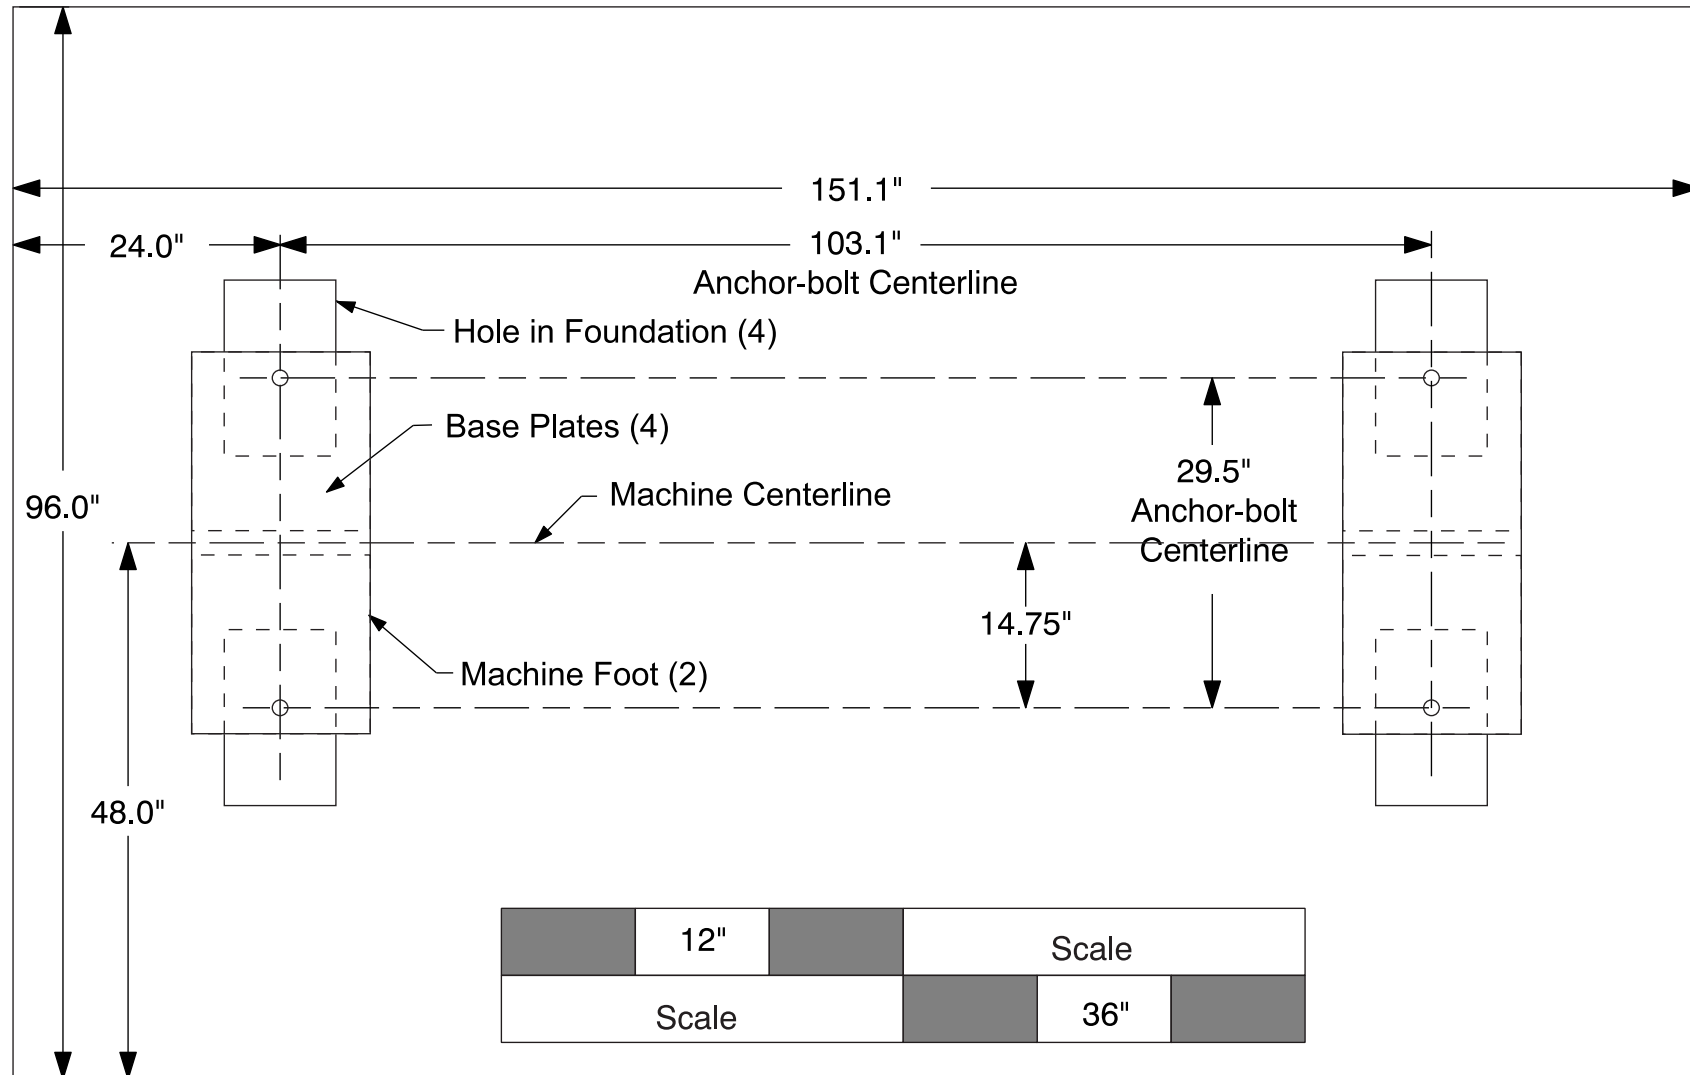 151.1"
24.0"
103.1"
Anchor-bolt Centerline
Hole in Foundation (4)
Base Plates (4)
29.5"
Anchor-bolt
Centerline
Machine Centerline
96.0"
14.75"
Machine Foot (2)
48.0"
12"
Scale
Scale
36"